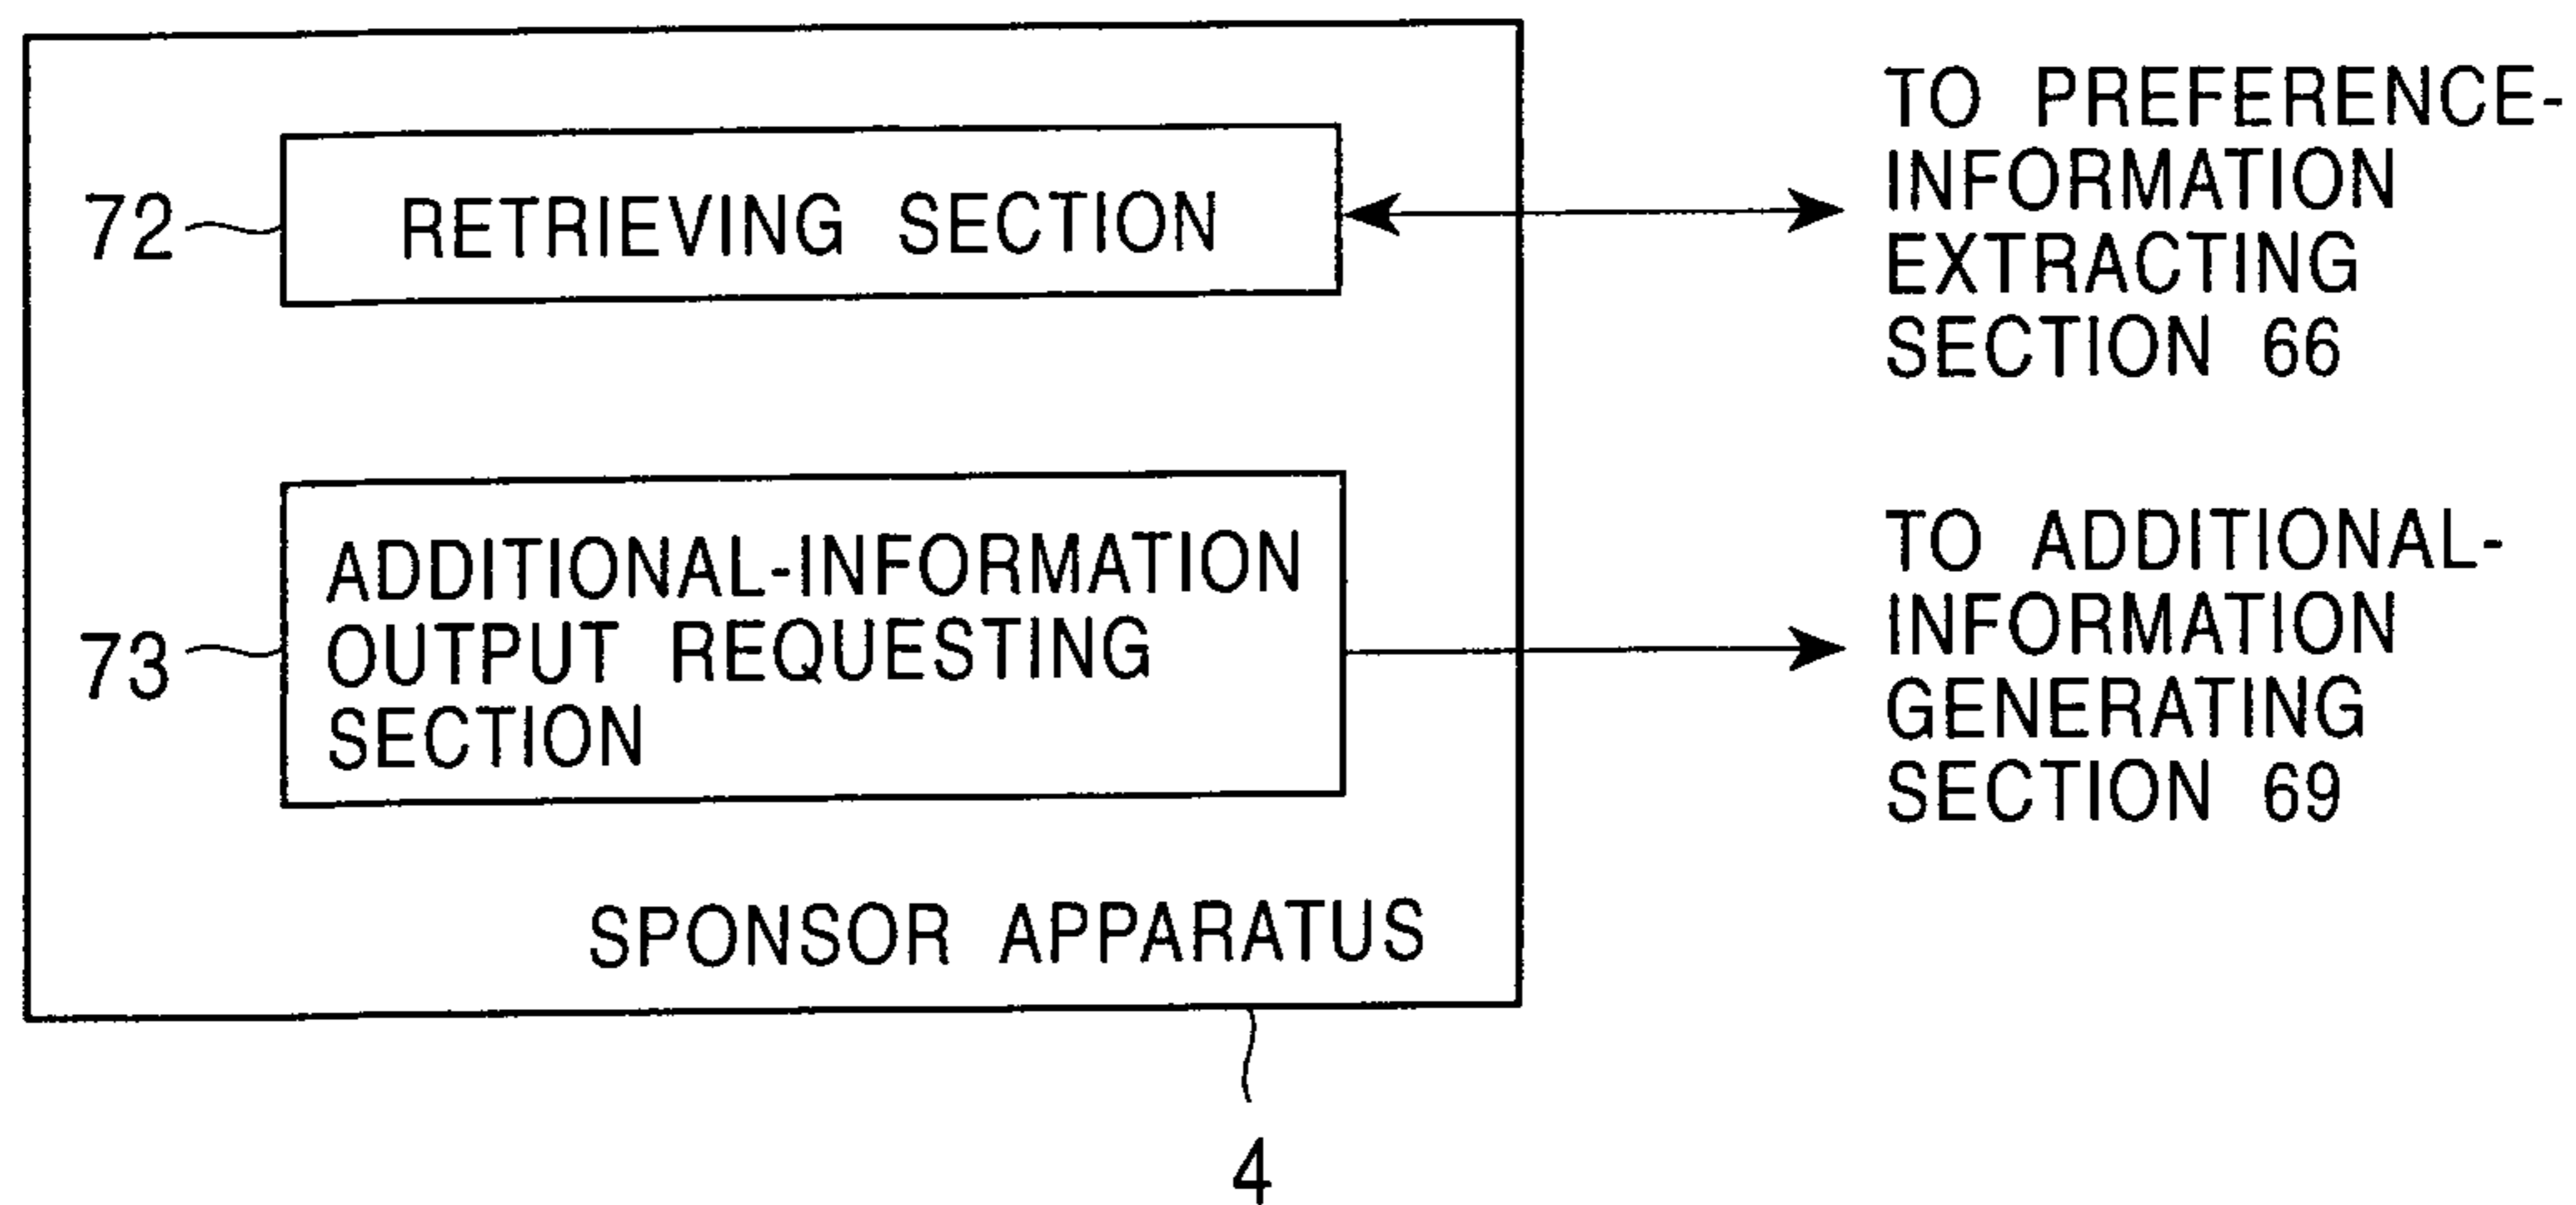 72
RETRIEVING SECTION
TO PREFERENCE-
INFORMATION
EXTRACTING
SECTION 66
73
ADDITIONAL-INFORMATION
OUTPUT REQUESTING
SECTION
TO ADDITIONAL-
INFORMATION
GENERATING
SECTION 69
SPONSOR APPARATUS
4